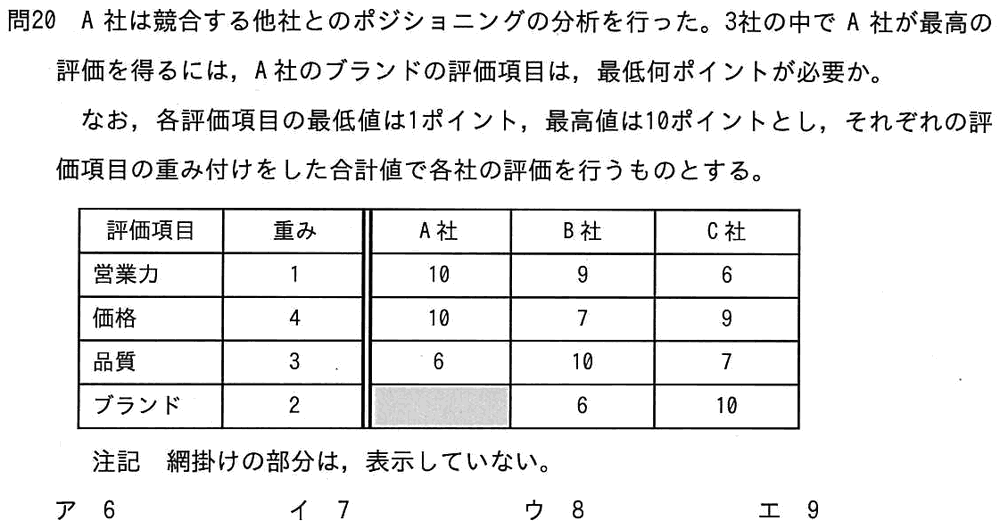 問20 A 社は競合する他社とのポジショニングの分析を行った。3社の中で A 社が最高の
評価を得るには，A社のブランドの評価項目は，最低何ポイントが必要か。
なお，各評価項目の最低値は1ポイント，最高値は10ポイントとし，それぞれの評
価項目の重み付けをした合計値で各社の評価を行うものとする。
評価項目 重み A社 B社 C社
営業力 1 10 9 6
価格 4 10 7 9
品質 3 6 10 7
ブランド 2 6 10
注記 網掛けの部分は，表示していない。
ア 6 イ 7 ウ 8 エ 9